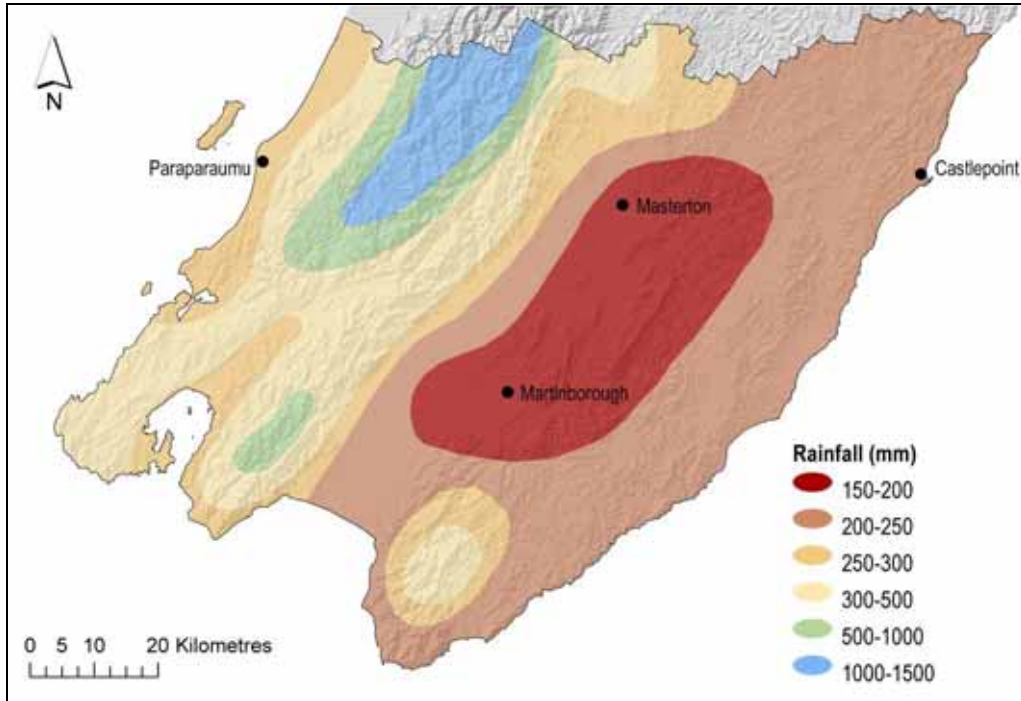 N
Paraparaumu
Castlepoint
Masterton
Martinborough
Rainfall (mm)
150-200
200-250
250-300
300-500
500-1000
1000-1500
0 5 10 20 Kilometres